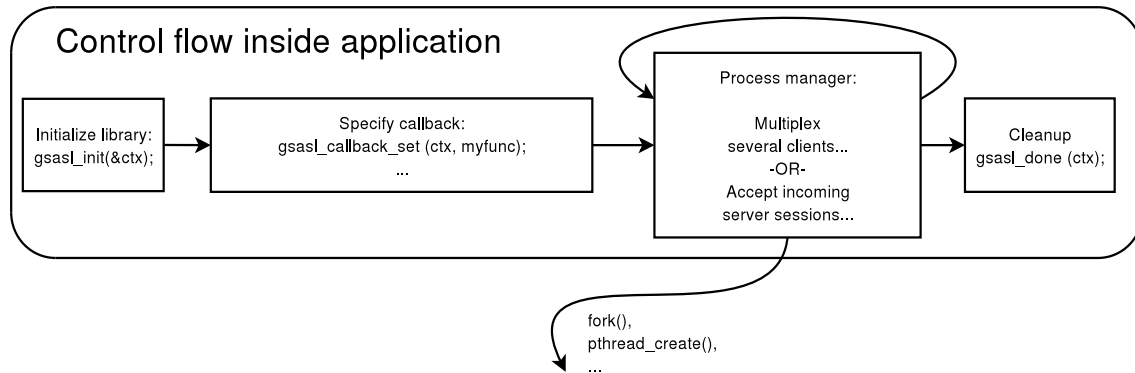 Control flow inside application
Initialize library:
gsasl_init(&ctx);
Specify callback:
gsasl_callback_set (ctx, myfunc);
...
Process manager:
Multiplex
several clients...
-OR-
Accept incoming
server sessions...
Cleanup
gsasl_done (ctx);
fork(),
pthread_create(),
...